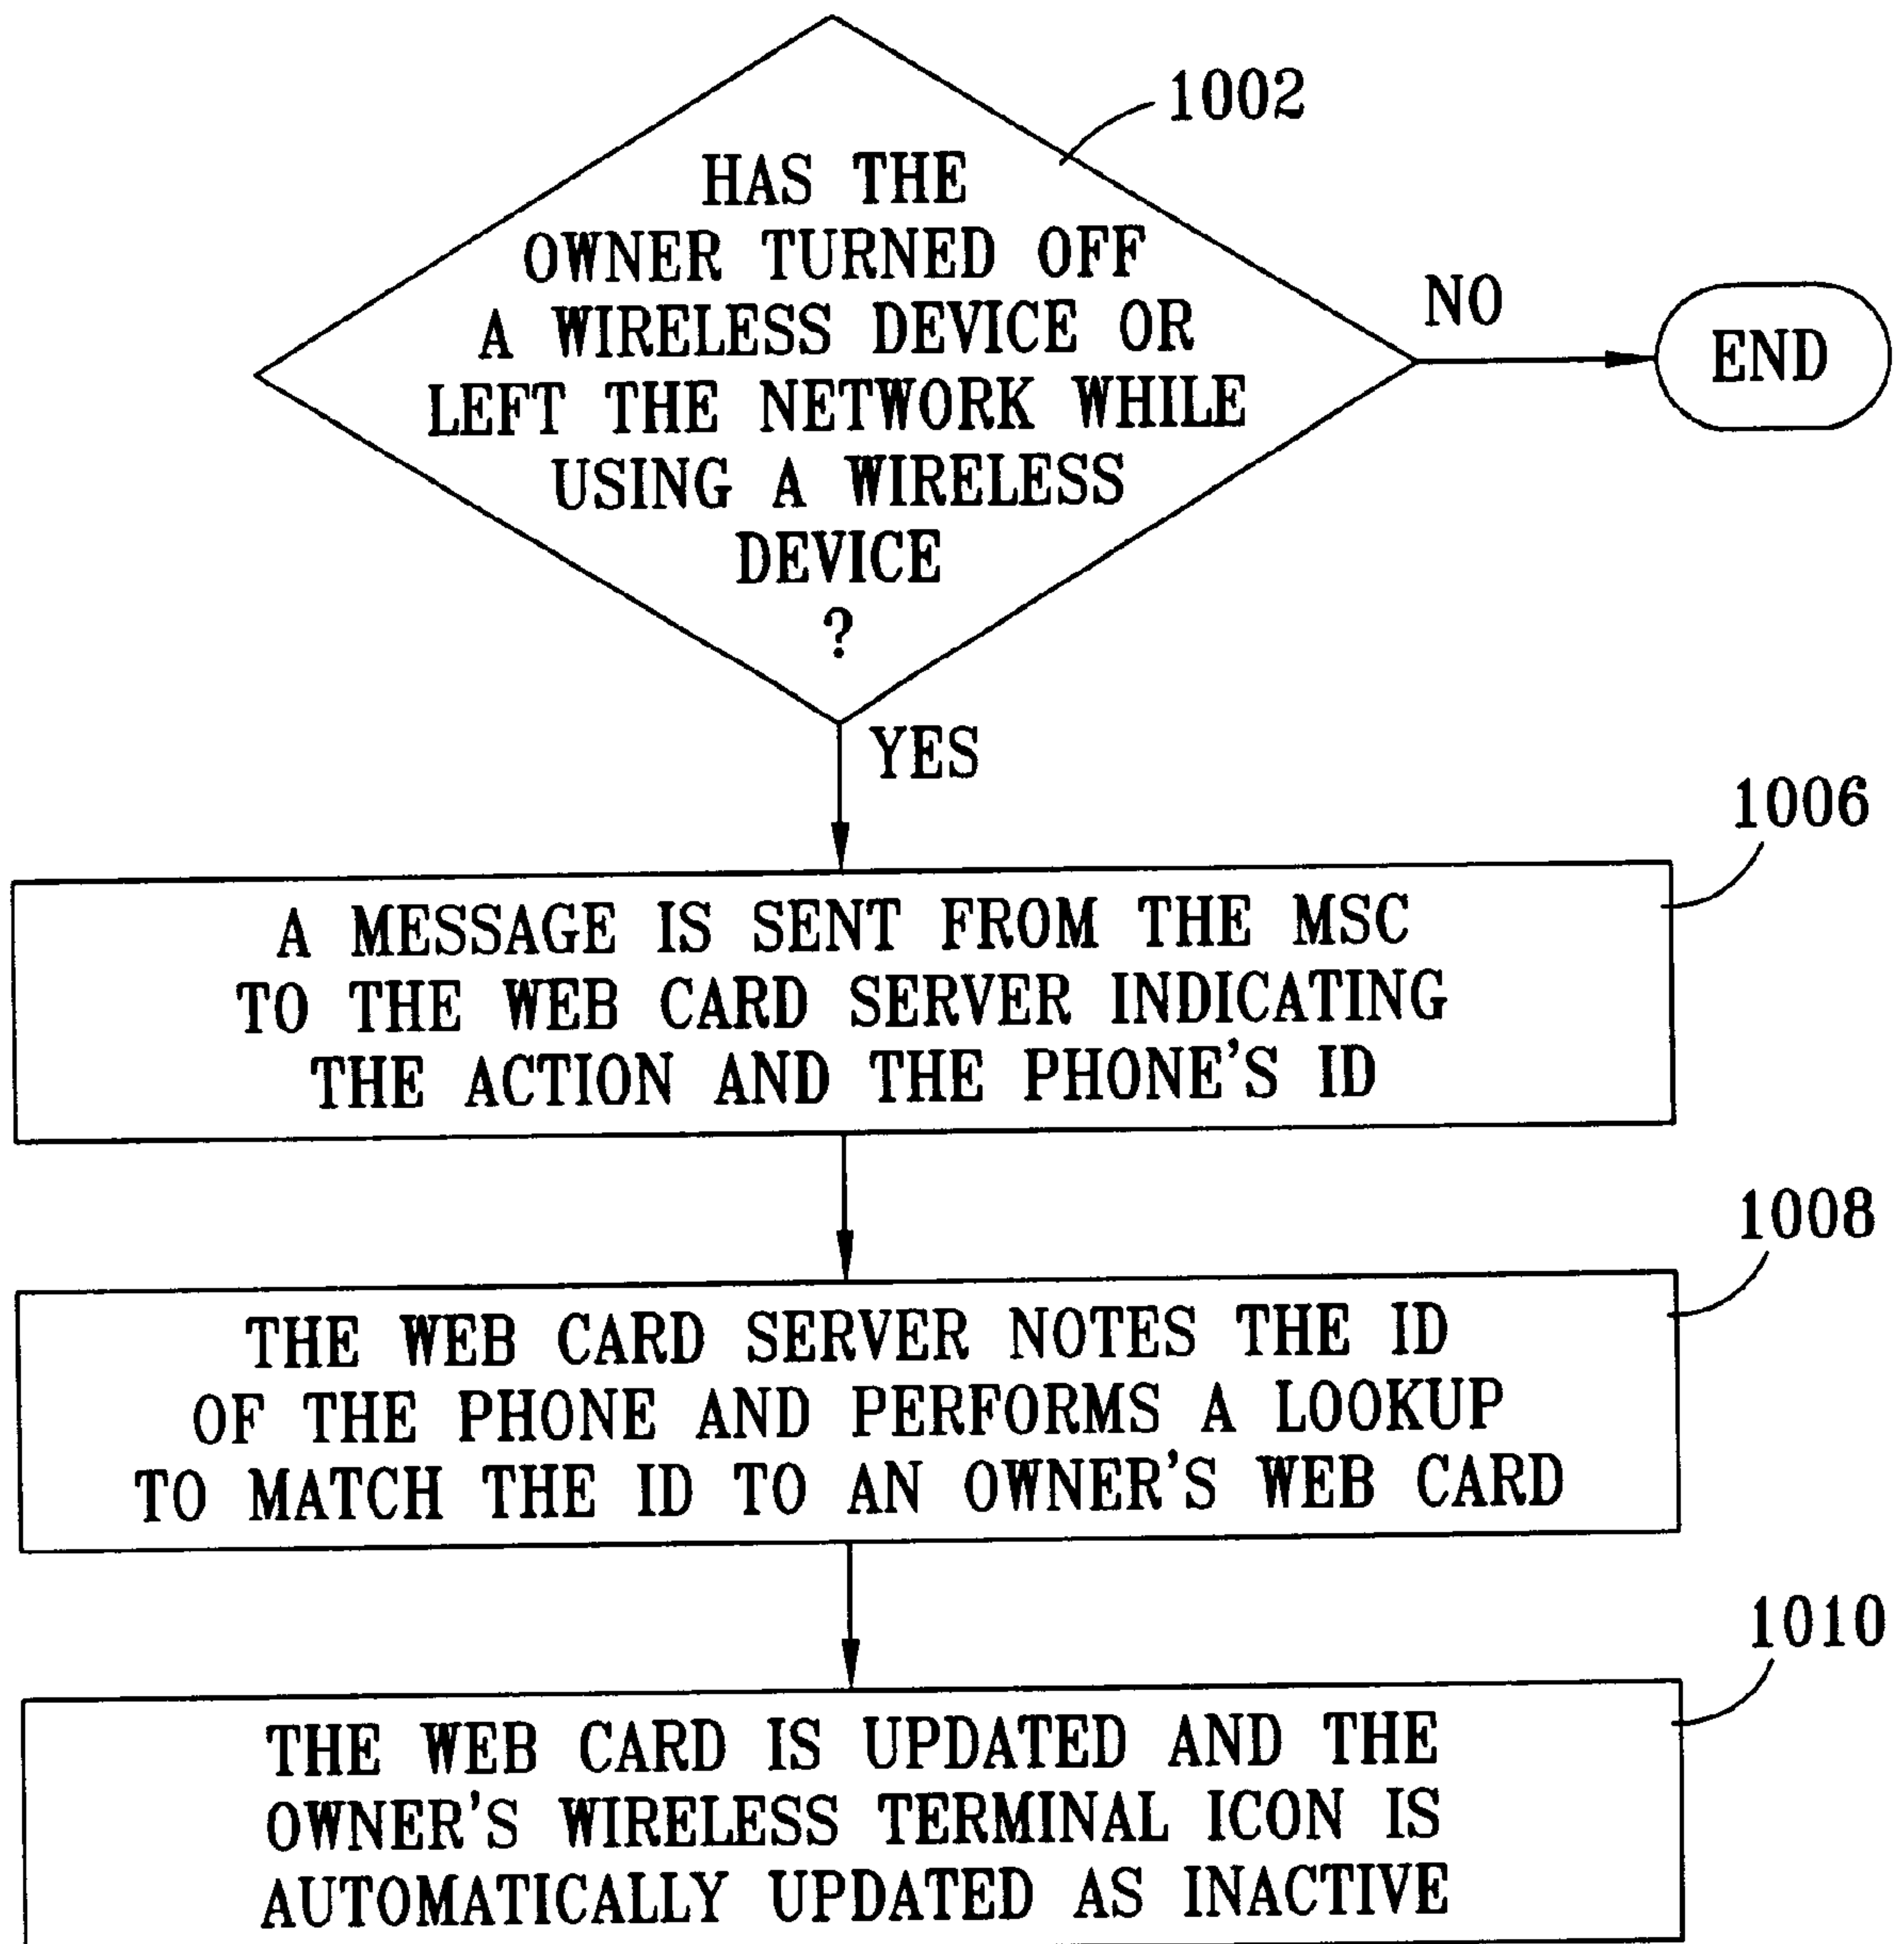 1002
HAS THE
OWNER TURNED OFF
A WIRELESS DEVICE OR
LEFT THE NETWORK WHILE
USING A WIRELESS
DEVICE
?
NO
END
YES
1006
A MESSAGE IS SENT FROM THE MSC
TO THE WEB CARD SERVER INDICATING
THE ACTION AND THE PHONE'S ID
1008
THE WEB CARD SERVER NOTES THE ID
OF THE PHONE AND PERFORMS A LOOKUP
TO MATCH THE ID TO AN OWNER'S WEB CARD
1010
THE WEB CARD IS UPDATED AND THE
OWNER'S WIRELESS TERMINAL ICON IS
AUTOMATICALLY UPDATED AS INACTIVE